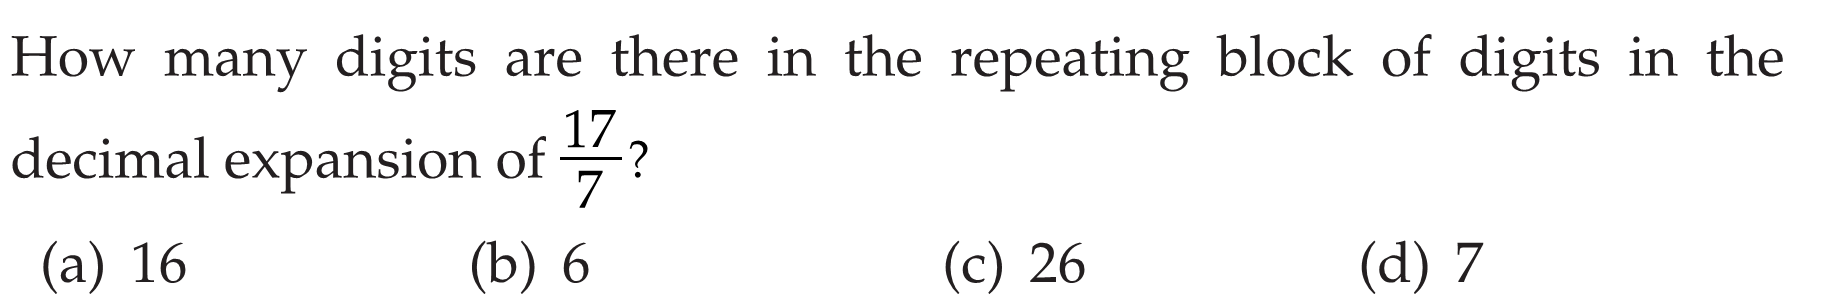 How many digits are there in the repeating block of digits in the
decimal expansion of 17/7?
(a) 16 (b) 6 (c) 26 (d) 7